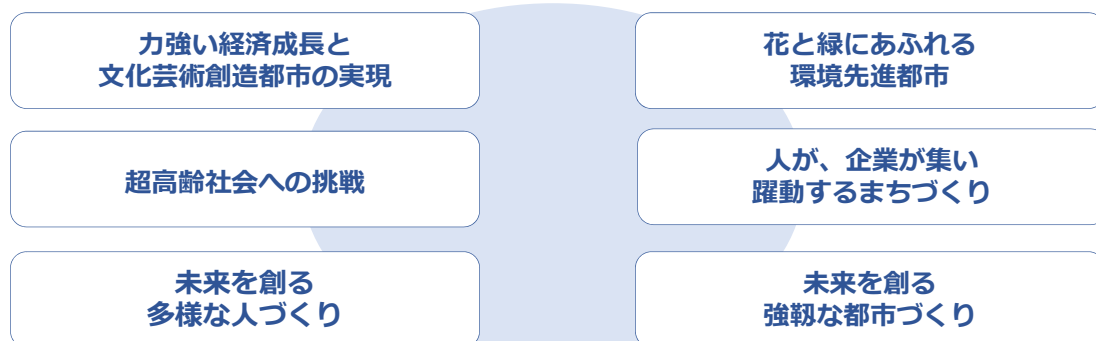 力強い経済成長と
文化芸術創造都市の実現
花と緑にあふれる
環境先進都市
超高齢社会への挑戦
人が、企業が集い
躍動するまちづくり
未来を創る
多様な人づくり
未来を創る
強靱な都市づくり